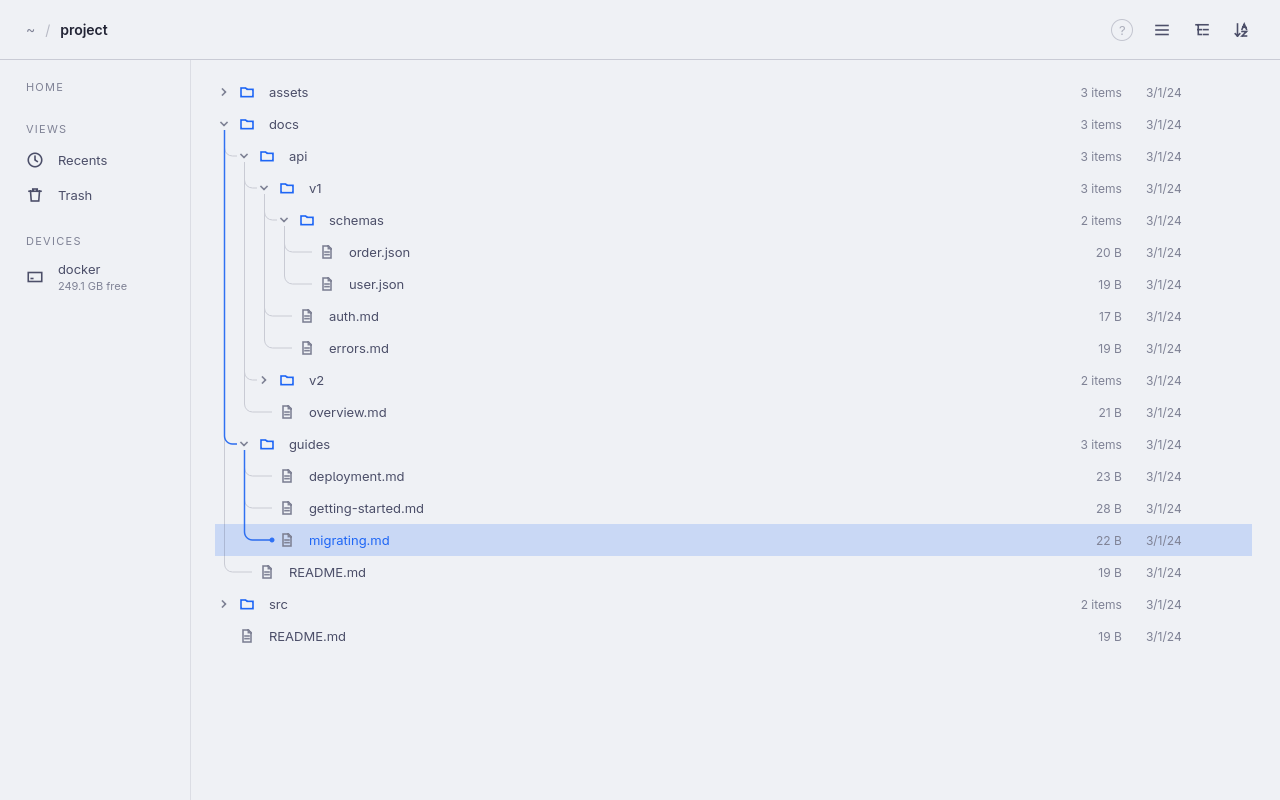 ~ / project
?
HOME
VIEWS
Recents
Trash
DEVICES
docker
249.1 GB free
assets 3 items 3/1/24
docs 3 items 3/1/24
api 3 items 3/1/24
v1 3 items 3/1/24
schemas 2 items 3/1/24
order.json 20 B 3/1/24
user.json 19 B 3/1/24
auth.md 17 B 3/1/24
errors.md 19 B 3/1/24
v2 2 items 3/1/24
overview.md 21 B 3/1/24
guides 3 items 3/1/24
deployment.md 23 B 3/1/24
getting-started.md 28 B 3/1/24
migrating.md 22 B 3/1/24
README.md 19 B 3/1/24
src 2 items 3/1/24
README.md 19 B 3/1/24